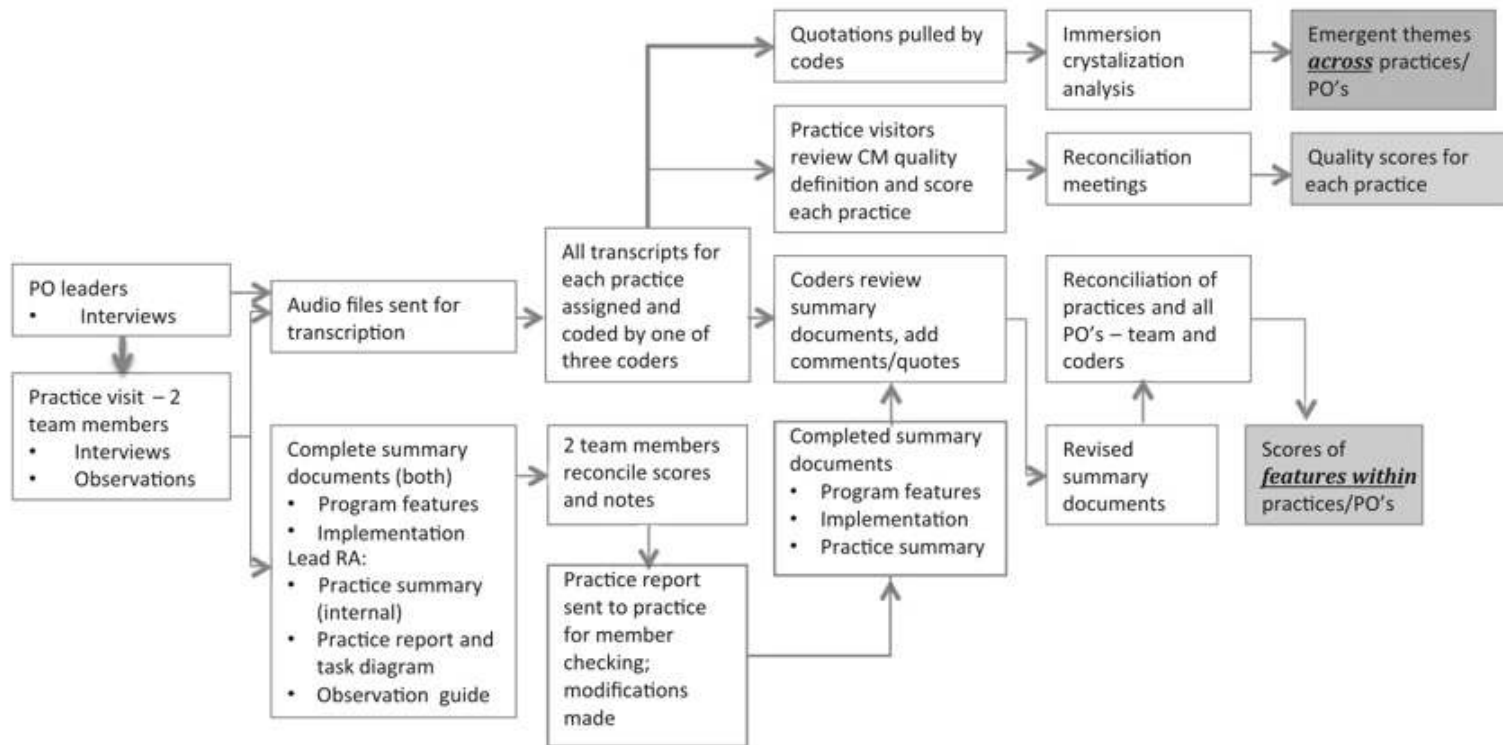 Quotations pulled by
codes
Immersion
crystalization
analysis
Emergent themes
across practices/
PO's
Practice visitors
review CM quality
definition and score
each practice
Reconciliation
meetings
Quality scores for
each practice
PO leaders
• Interviews
Audio files sent for
transcription
All transcripts for
each practice
assigned and
coded by one of
three coders
Coders review
summary
documents, add
comments/quotes
Reconciliation of
practices and all
PO's – team and
coders
Practice visit – 2
team members
• Interviews
• Observations
Complete summary
documents (both)
• Program features
• Implementation
Lead RA:
• Practice summary
(internal)
• Practice report and
task diagram
• Observation guide
2 team members
reconcile scores
and notes
Practice report
sent to practice
for member
checking;
modifications
made
Completed summary
documents
• Program features
• Implementation
• Practice summary
Revised
summary
documents
Scores of
features within
practices/PO's